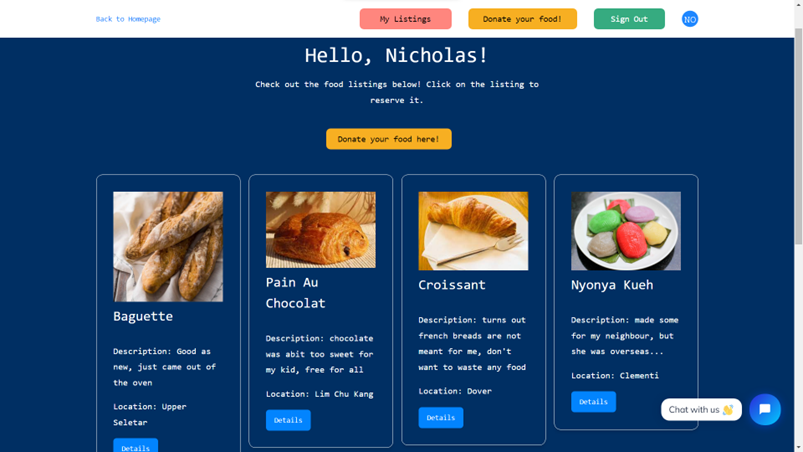 Back to Homepage
My Listings
Donate your food!
Sign Out
NO
Hello, Nicholas!
Check out the food listings below! Click on the listing to
reserve it.
Donate your food here!
Baguette
Description: Good as
new, just came out of
the oven
Location: Upper
Seletar
Details
Pain Au
Chocolat
Description: chocolate
was abit too sweet for
my kid, free for all
Location: Lim Chu Kang
Details
Croissant
Description: turns out
french breads are not
meant for me, don't
want to waste any food
Location: Dover
Details
Nyonya Kueh
Description: made some
for my neighbour, but
she was overseas...
Location: Clementi
Details
Chat with us 👋